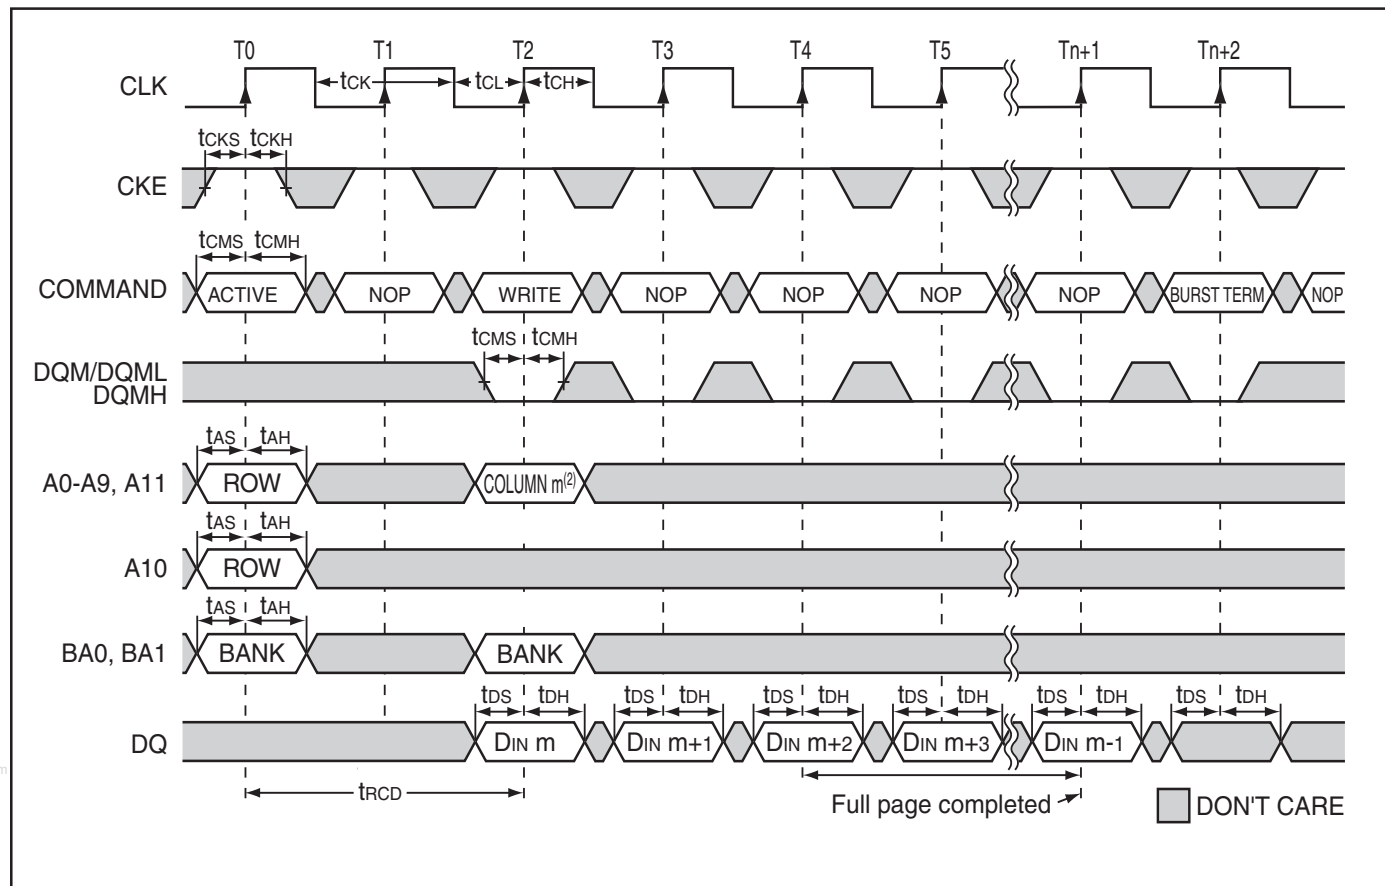 T0 T1 T2 T3 T4 T5 Tn+1 Tn+2
CLK tCK tCL tCH
tCKS tCKH
CKE
tCMS tCMH
COMMAND ACTIVE NOP WRITE NOP NOP NOP NOP BURST TERM NOP
tCMS tCMH
DQM/DQML
DQMH
tAS tAH
A0-A9, A11 ROW COLUMN m(2)
tAS tAH
A10 ROW
tAS tAH
BA0, BA1 BANK BANK
tDS tDH tDS tDH tDS tDH tDS tDH tDS tDH tDS tDH
DQ DIN m DIN m+1 DIN m+2 DIN m+3 DIN m-1
tRCD
Full page completed
DON'T CARE